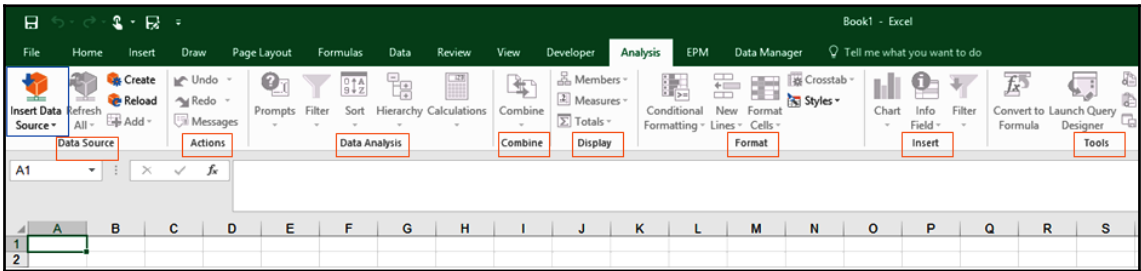 Book1 - Excel
File Home Insert Draw Page Layout Formulas Data Review View Developer Analysis EPM Data Manager Tell me what you want to do
Insert Data Source Refresh All Create Reload Add Undo Redo Messages Prompts Filter Sort Hierarchy Calculations Combine Members Measures Totals Conditional Formatting New Lines Format Cells Crosstab Styles Chart Info Field Filter Convert to Formula Launch Query Designer
Data Source Actions Data Analysis Combine Display Format Insert Tools
A1 fx
A B C D E F G H I J K L M N O P Q R S
1
2